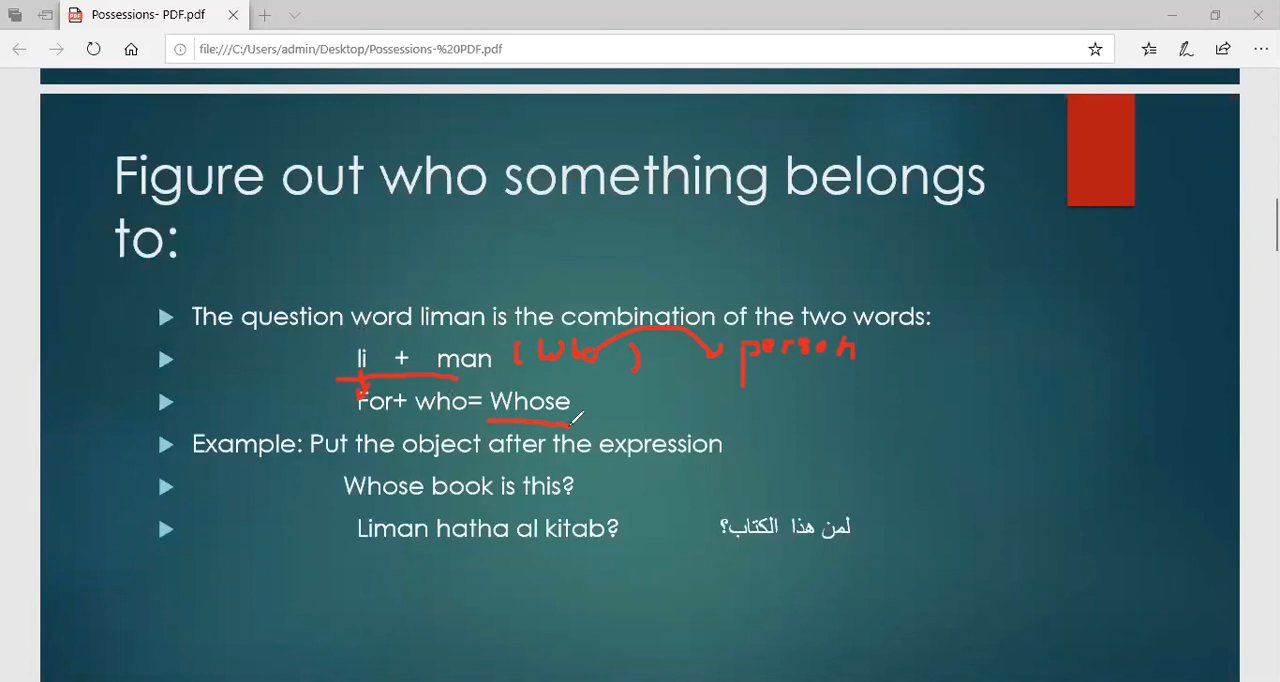 Possessions- PDF.pdf
file:///C:/Users/admin/Desktop/Possessions-%20PDF.pdf
Figure out who something belongs
to:
The question word liman is the combination of the two words:
li + man (who) person
For+ who= Whose
Example: Put the object after the expression
Whose book is this?
Liman hatha al kitab? لمن هذا الكتاب؟